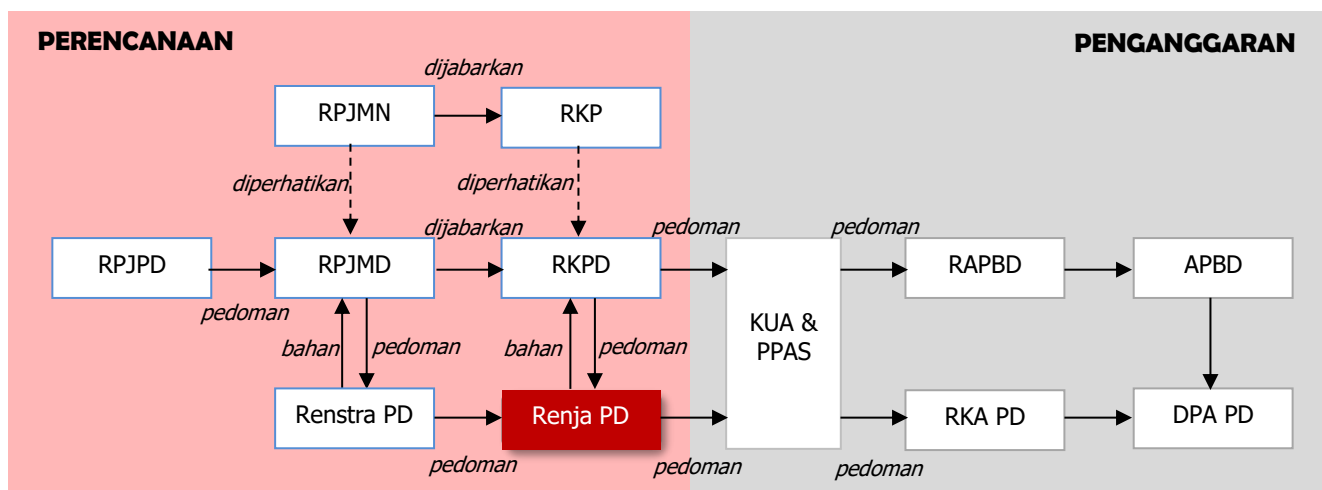 PERENCANAAN
PENGANGGARAN
dijabarkan
RPJMN
RKP
diperhatikan
diperhatikan
dijabarkan
pedoman
pedoman
RPJPD
RPJMD
RKPD
RAPBD
APBD
pedoman
KUA &
PPAS
bahan
pedoman
bahan
pedoman
Renstra PD
Renja PD
RKA PD
DPA PD
pedoman
pedoman
pedoman